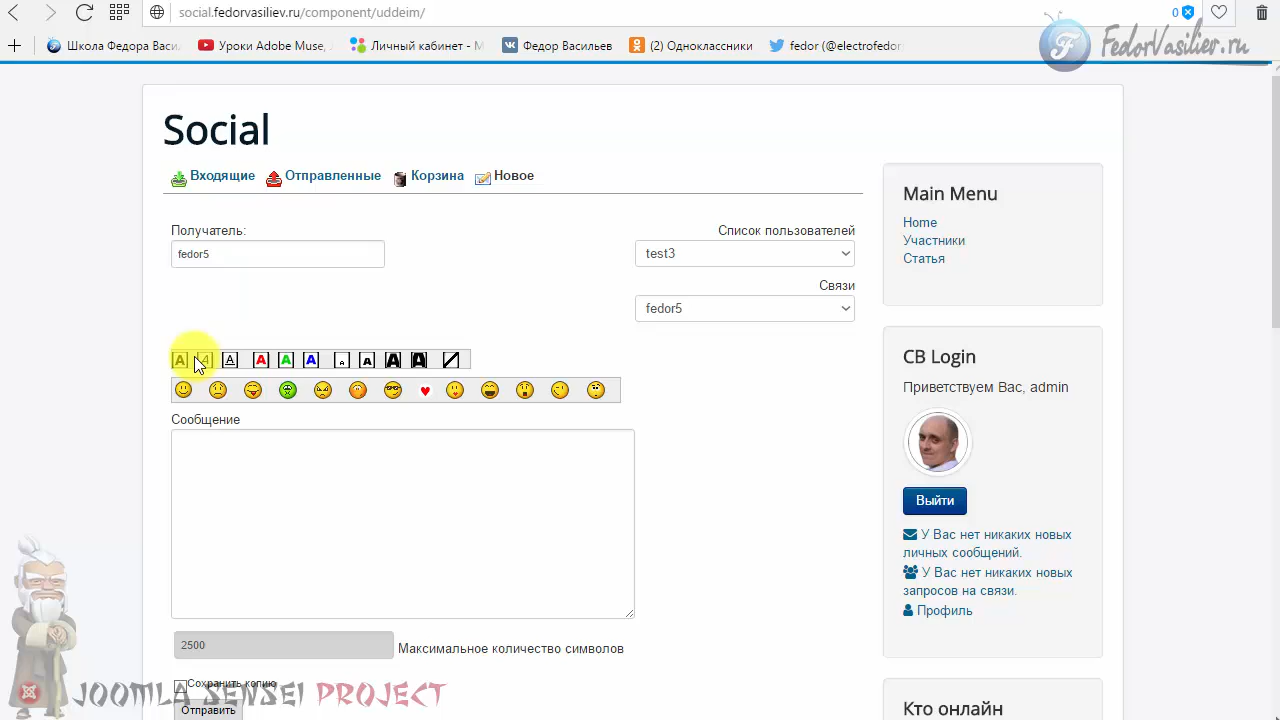 social.fedorvasiliev.ru/component/uddeim/
0
Школа Федора Васи
Уроки Adobe Muse,
Личный кабинет - М
Федор Васильев
(2) Одноклассники
fedor (@electrofedor
FedorVasiliev.ru
Social
Входящие
Отправленные
Корзина
Новое
Получатель:
fedor5
Список пользователей
test3
Связи
fedor5
Сообщение
2500
Максимальное количество символов
Сохранить копию
Отправить
Main Menu
Home
Участники
Статья
CB Login
Приветствуем Вас, admin
Выйти
У Вас нет никаких новых
личных сообщений.
У Вас нет никаких новых
запросов на связи.
Профиль
Кто онлайн
JOOMLA SENSEI PROJECT